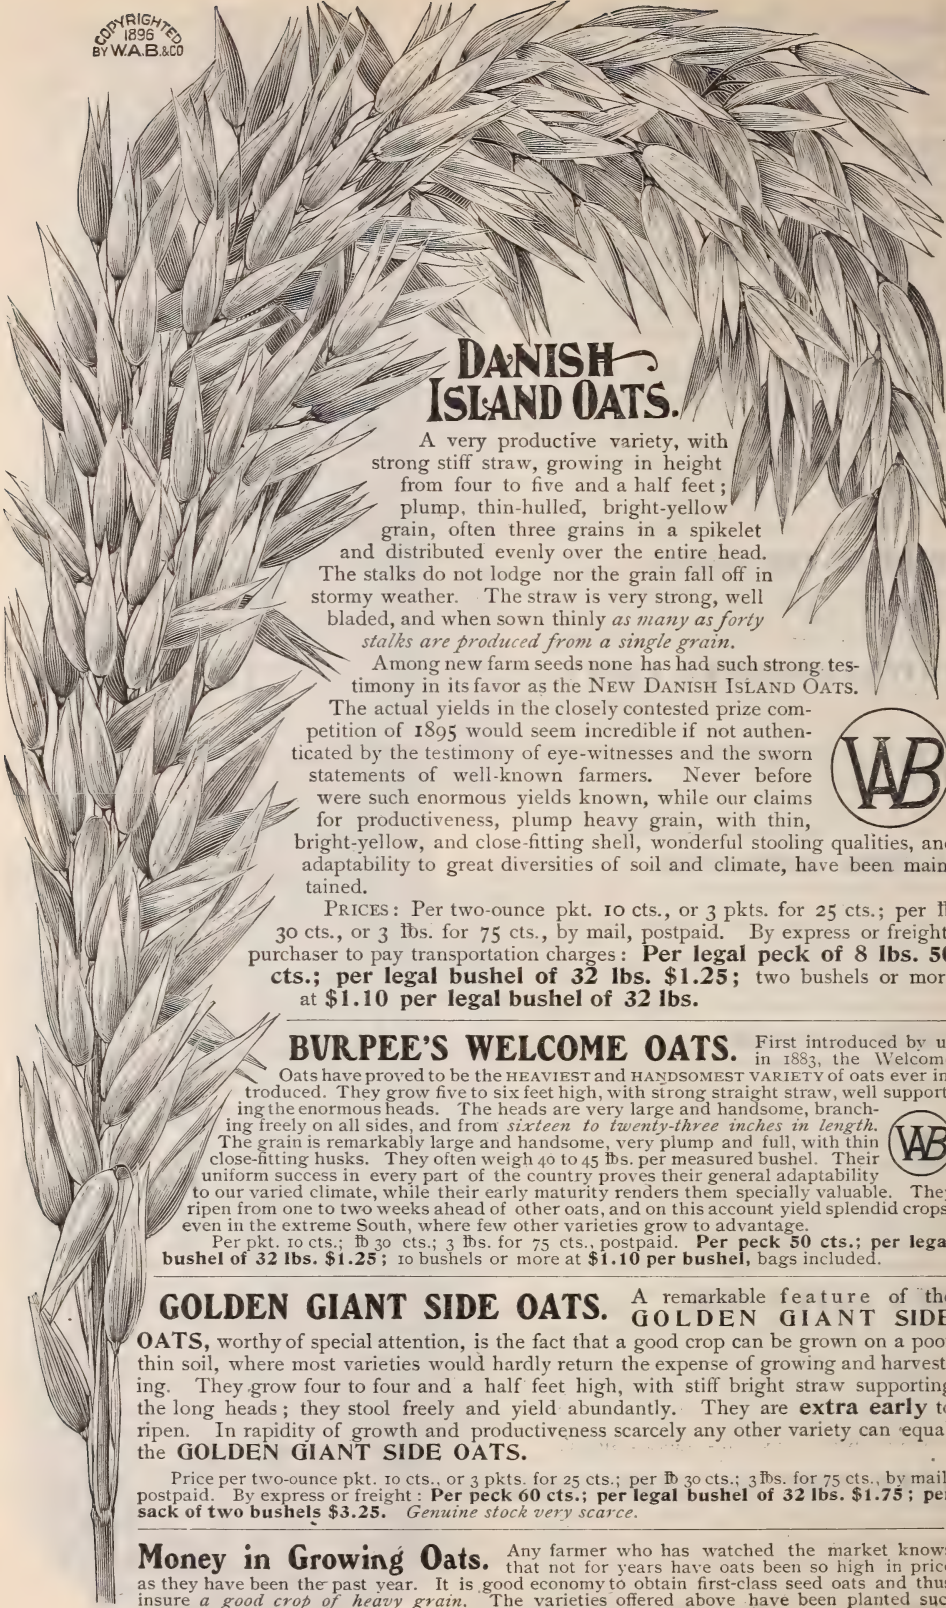 COPYRIGHTED
1896
BY W.A.B.&CO
DANISH
ISLAND OATS.
A very productive variety, with
strong stiff straw, growing in height
from four to five and a half feet;
plump, thin-hulled, bright-yellow
grain, often three grains in a spikelet
and distributed evenly over the entire head.
The stalks do not lodge nor the grain fall off in
stormy weather. The straw is very strong, well
bladed, and when sown thinly as many as forty
stalks are produced from a single grain.
Among new farm seeds none has had such strong tes-
timony in its favor as the NEW DANISH ISLAND OATS.
The actual yields in the closely contested prize com-
petition of 1895 would seem incredible if not authen-
ticated by the testimony of eye-witnesses and the sworn
statements of well-known farmers. Never before
were such enormous yields known, while our claims
for productiveness, plump heavy grain, with thin,
WAB
bright-yellow, and close-fitting shell, wonderful stooling qualities, an
adaptability to great diversities of soil and climate, have been main
tained.
PRICES: Per two-ounce pkt. 10 cts., or 3 pkts. for 25 cts.; per
30 cts., or 3 lbs. for 75 cts., by mail, postpaid. By express or freight
purchaser to pay transportation charges: Per legal peck of 8 lbs. 50
cts.; per legal bushel of 32 lbs. $1.25; two bushels or mor
at $1.10 per legal bushel of 32 lbs.
BURPEE'S WELCOME OATS. First introduced by u
in 1883, the Welcom
Oats have proved to be the HEAVIEST and HANDSOMEST VARIETY of oats ever in
troduced. They grow five to six feet high, with strong straight straw, well support
ing the enormous heads. The heads are very large and handsome, branch-
ing freely on all sides, and from sixteen to twenty-three inches in length.
The grain is remarkably large and handsome, very plump and full, with thin
WAB
close-fitting husks. They often weigh 40 to 45 lbs. per measured bushel. Their
uniform success in every part of the country proves their general adaptability
to our varied climate, while their early maturity renders them specially valuable. The
ripen from one to two weeks ahead of other oats, and on this account yield splendid crops
even in the extreme South, where few other varieties grow to advantage.
Per pkt. 10 cts.; lb 30 cts.; 3 lbs. for 75 cts., postpaid. Per peck 50 cts.; per lega
bushel of 32 lbs. $1.25; 10 bushels or more at $1.10 per bushel, bags included.
GOLDEN GIANT SIDE OATS. A remarkable feature of the
GOLDEN GIANT SIDE
OATS, worthy of special attention, is the fact that a good crop can be grown on a poo
thin soil, where most varieties would hardly return the expense of growing and harvest
ing. They grow four to four and a half feet high, with stiff bright straw supporting
the long heads; they stool freely and yield abundantly. They are extra early to
ripen. In rapidity of growth and productiveness scarcely any other variety can equa
the GOLDEN GIANT SIDE OATS.
Price per two-ounce pkt. 10 cts., or 3 pkts. for 25 cts.; per lb 30 cts.; 3 lbs. for 75 cts., by mail
postpaid. By express or freight: Per peck 60 cts.; per legal bushel of 32 lbs. $1.75; per
sack of two bushels $3.25. Genuine stock very scarce.
Money in Growing Oats. Any farmer who has watched the market knows
that not for years have oats been so high in pric
as they have been the past year. It is good economy to obtain first-class seed oats and thus
insure a good crop of heavy grain. The varieties offered above have been planted suc